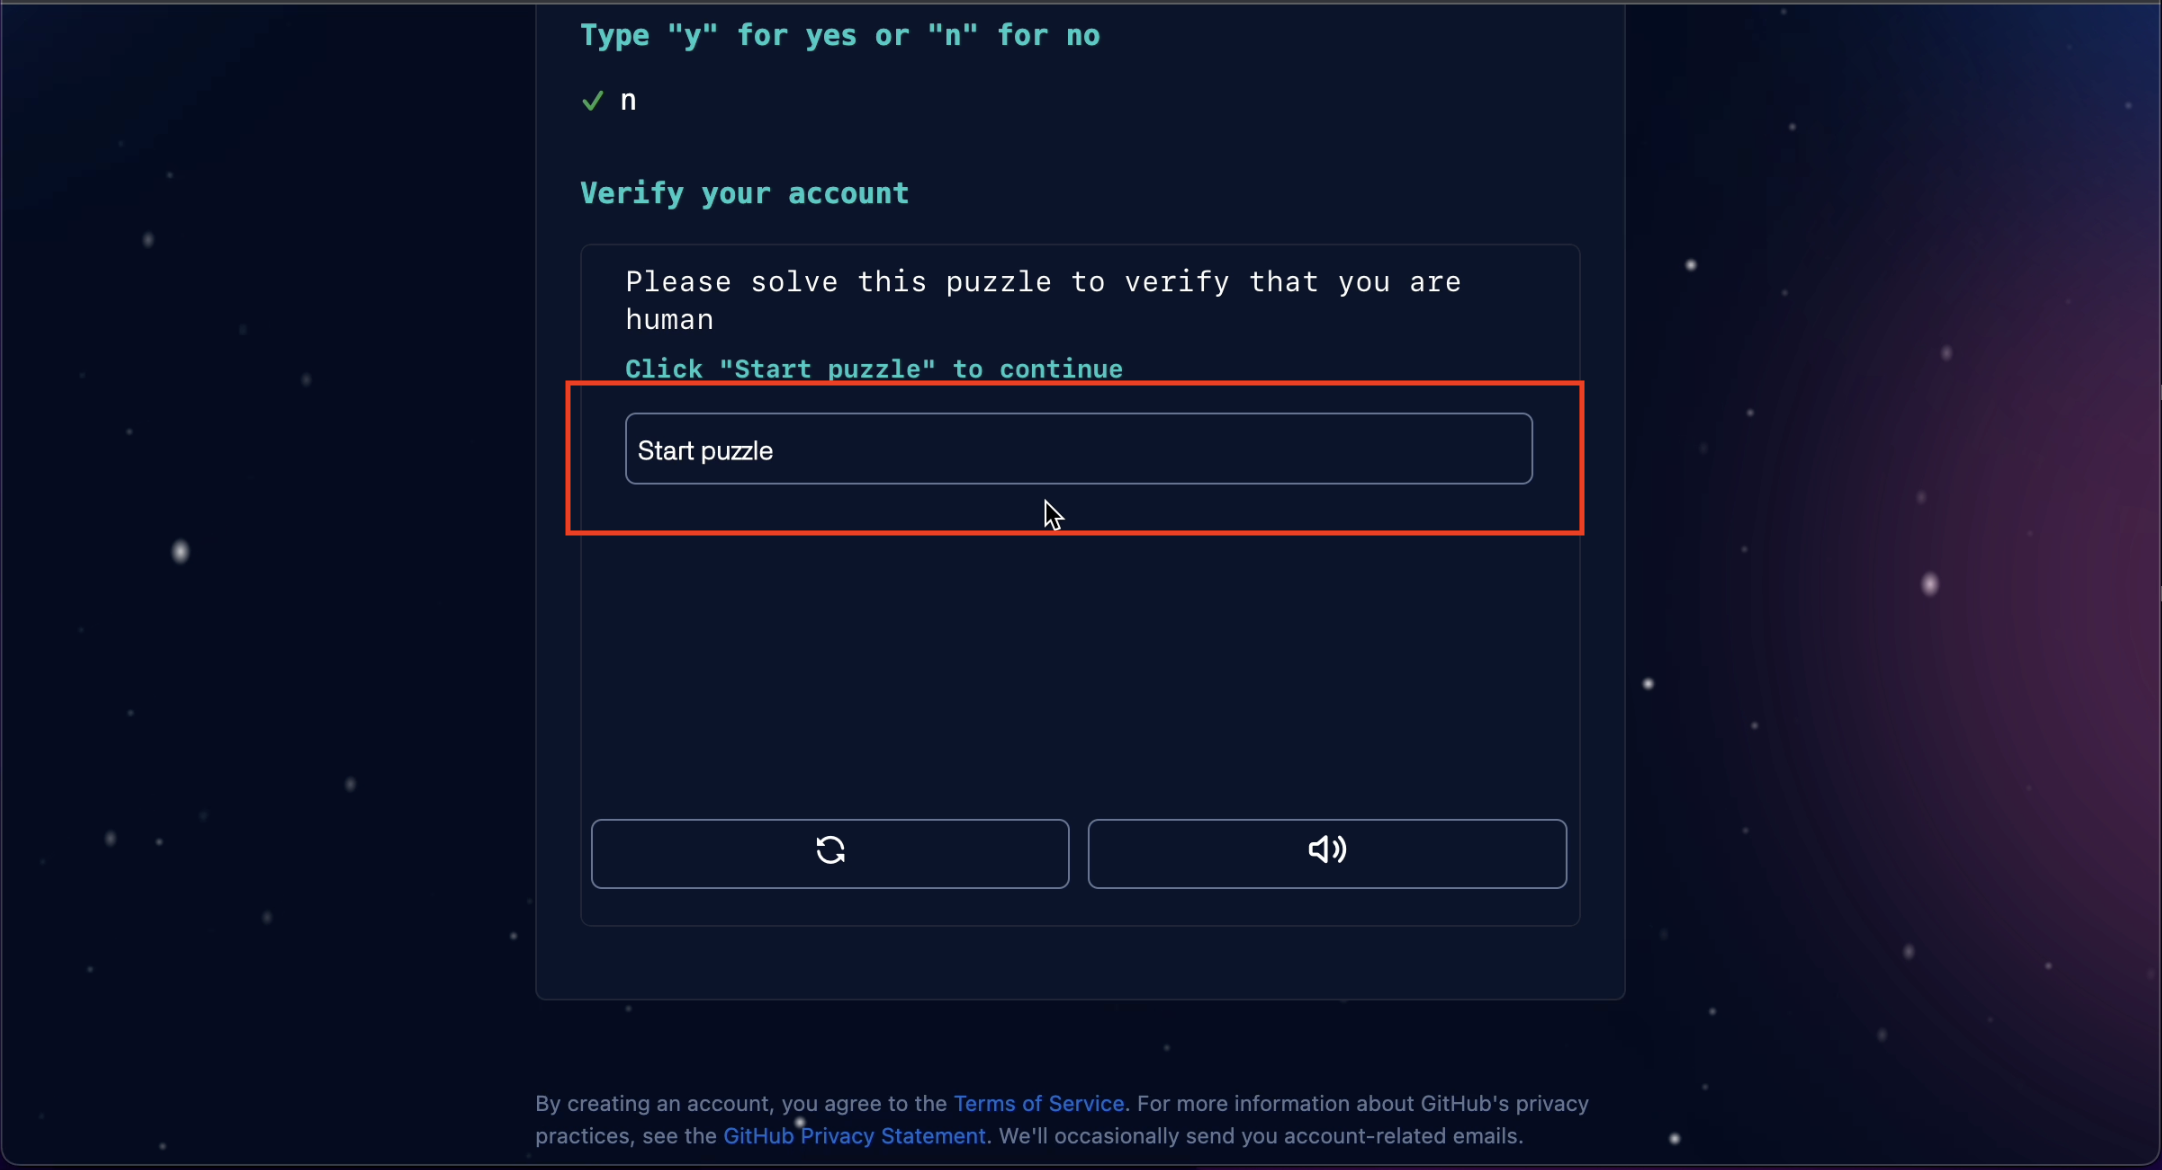 Type "y" for yes or "n" for no
n
Verify your account
Please solve this puzzle to verify that you are
human
Click "Start puzzle" to continue
Start puzzle
By creating an account, you agree to the Terms of Service. For more information about GitHub's privacy
practices, see the GitHub Privacy Statement. We'll occasionally send you account-related emails.